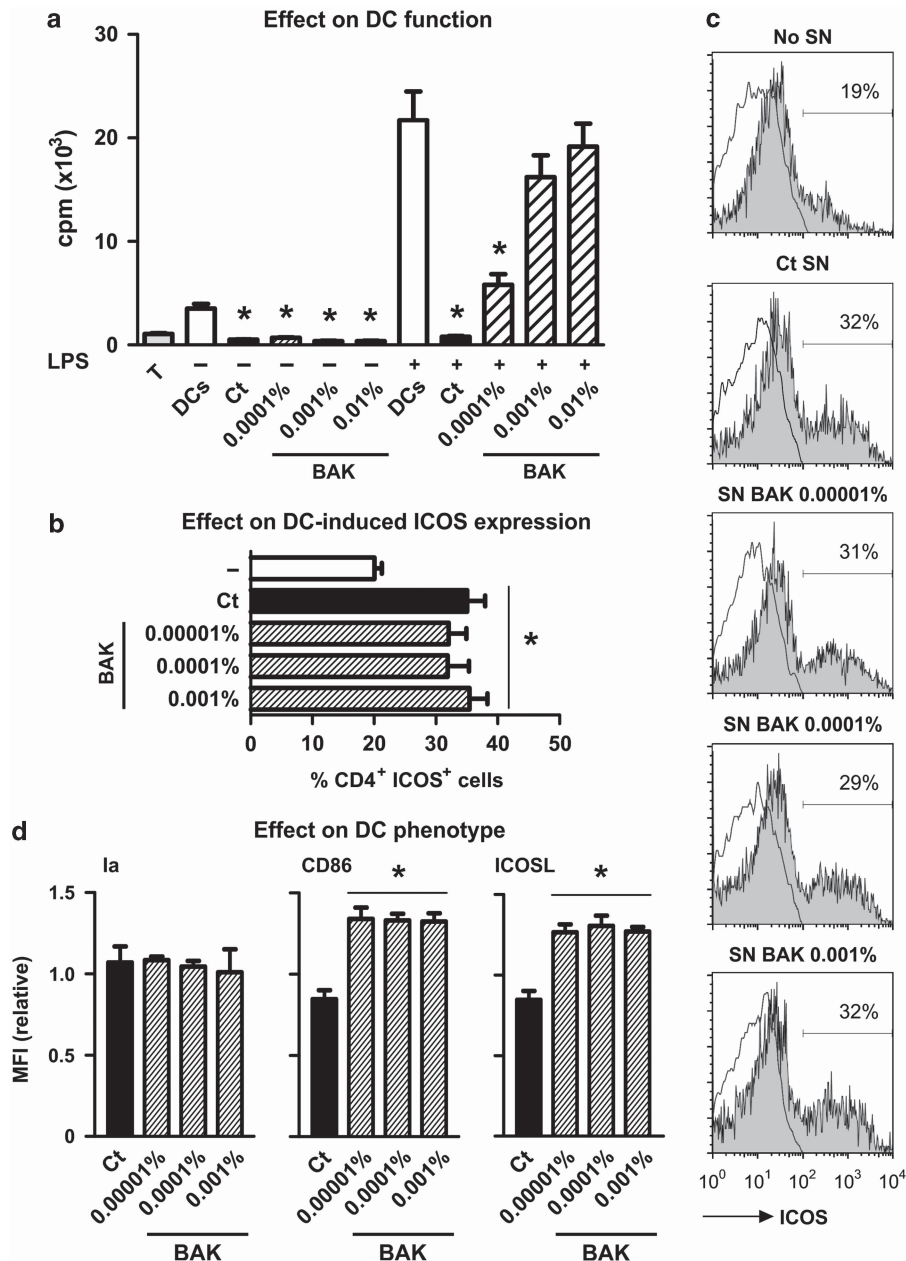 a
Effect on DC function
30
20
10
0
cpm (x10³)
LPS – – – – – + + + + +
T DCs Ct 0.0001% 0.001% 0.01% DCs Ct 0.0001% 0.001% 0.01%
* * * * * *
BAK BAK
b
Effect on DC-induced ICOS expression
–
Ct
0.00001%
0.0001%
0.001%
BAK
*
0 10 20 30 40 50
% CD4⁺ ICOS⁺ cells
c
No SN
19%
Ct SN
32%
SN BAK 0.00001%
31%
SN BAK 0.0001%
29%
SN BAK 0.001%
32%
10⁰ 10¹ 10² 10³ 10⁴
ICOS
d
Effect on DC phenotype
Ia
CD86
*
ICOSL
*
1.5
1.0
0.5
0
MFI (relative)
Ct 0.00001% 0.0001% 0.001% Ct 0.00001% 0.0001% 0.001% Ct 0.00001% 0.0001% 0.001%
BAK BAK BAK